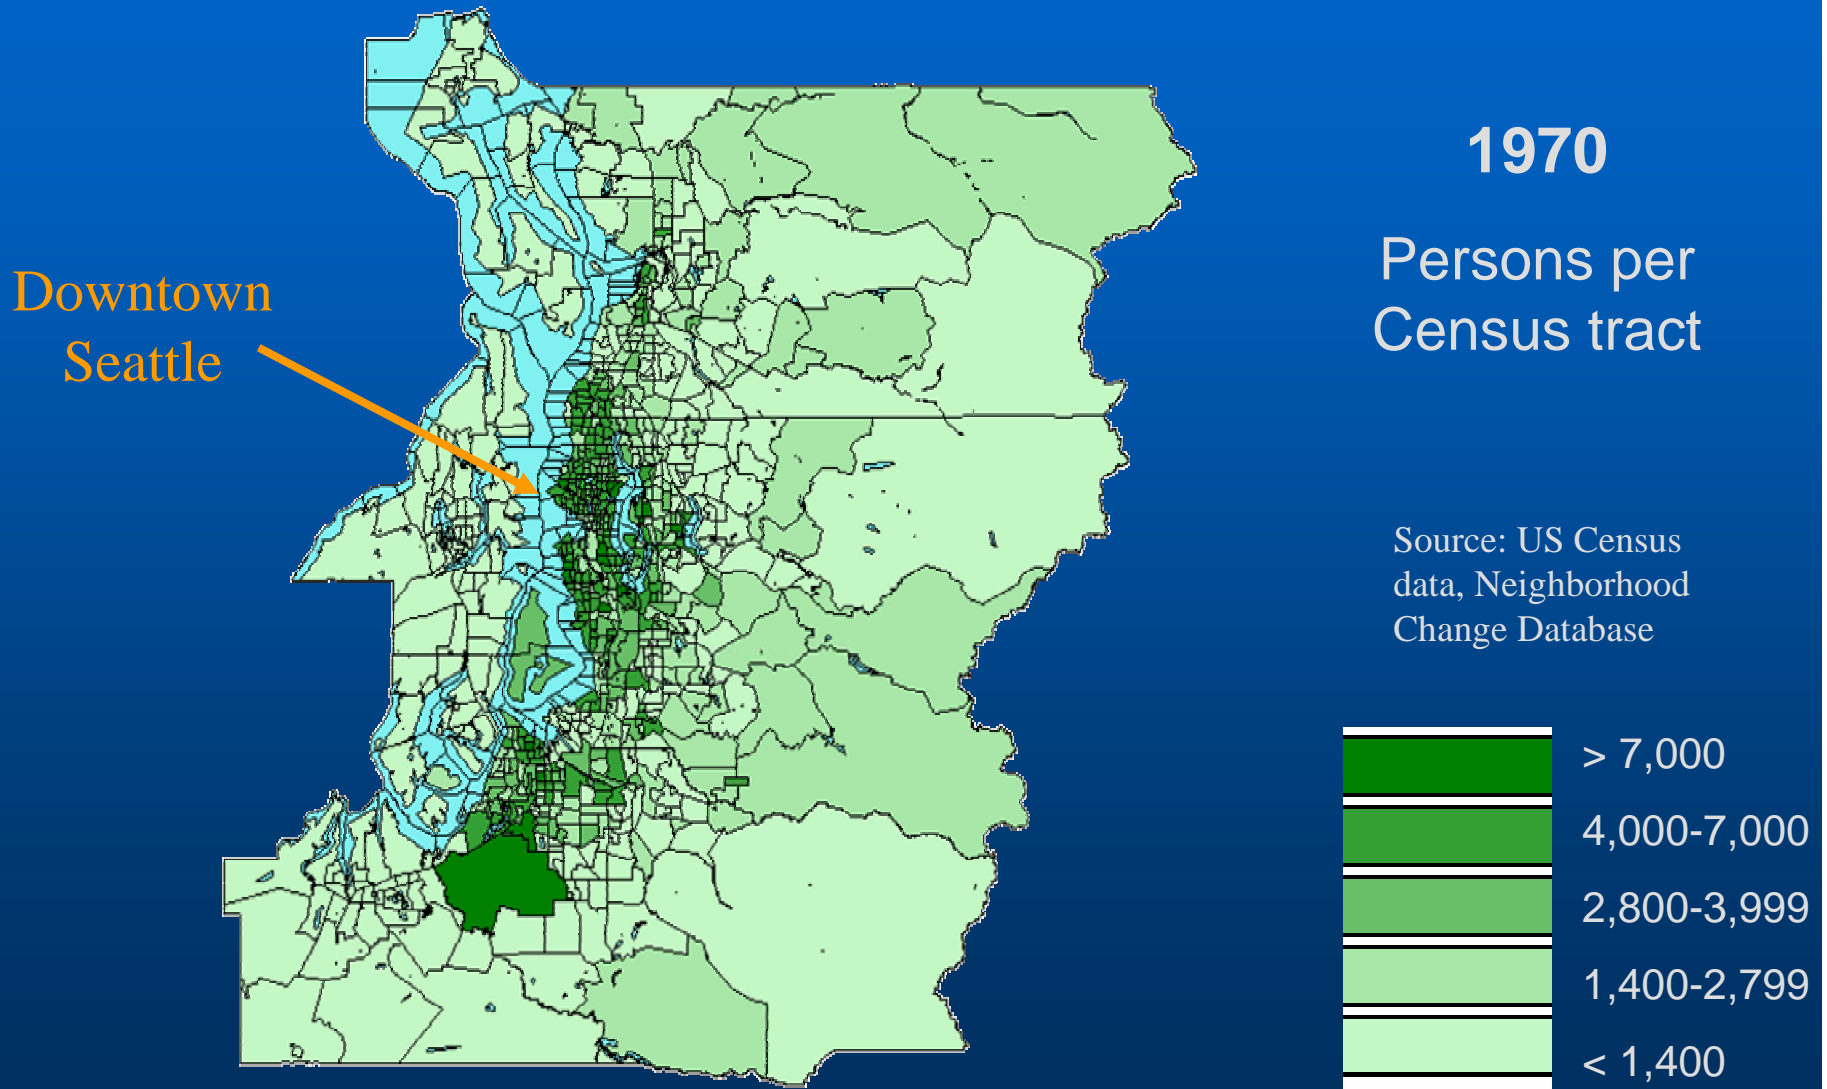 1970
Persons per
Census tract
Downtown
Seattle
Source: US Census
data, Neighborhood
Change Database
> 7,000
4,000-7,000
2,800-3,999
1,400-2,799
< 1,400